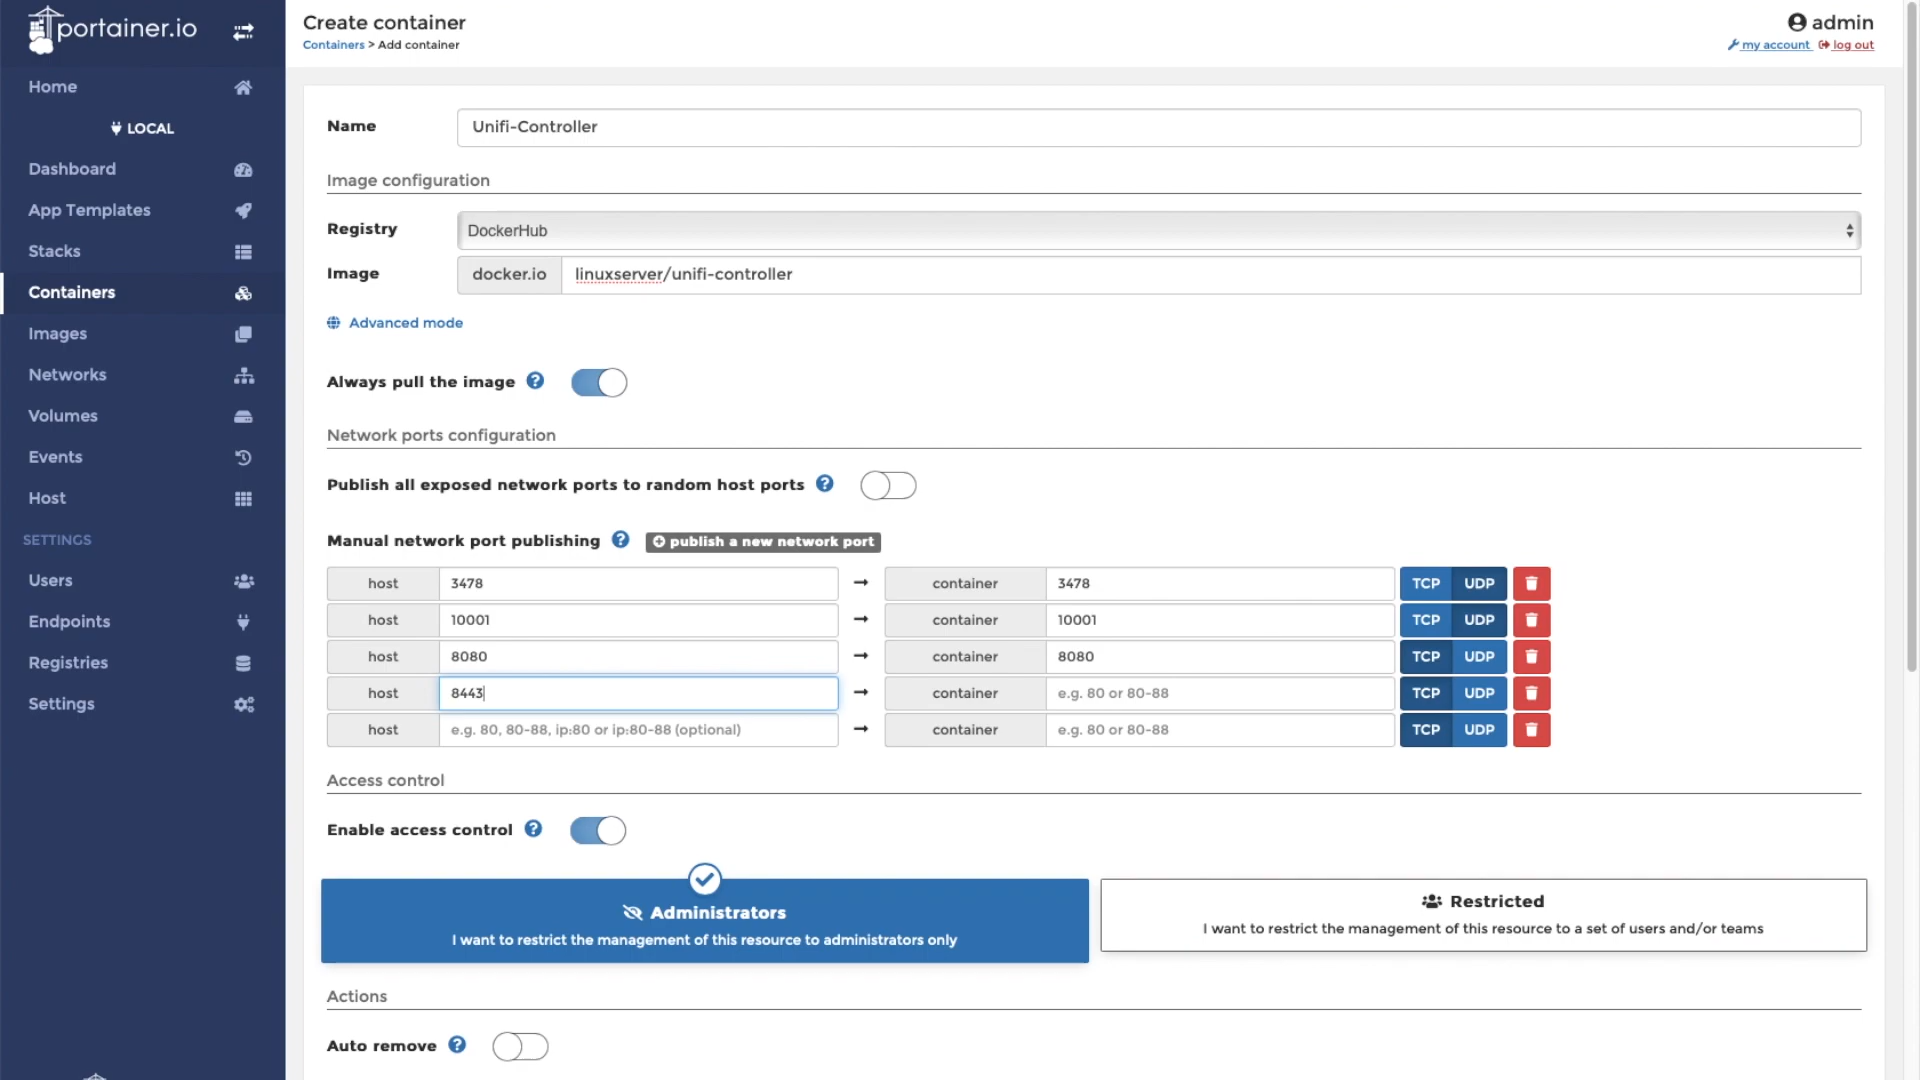 portainer.io
Home
LOCAL
Dashboard
App Templates
Stacks
Containers
Images
Networks
Volumes
Events
Host
SETTINGS
Users
Endpoints
Registries
Settings
Create container
Containers > Add container
admin
my account log out
Name Unifi-Controller
Image configuration
Registry DockerHub
Image docker.io linuxserver/unifi-controller
Advanced mode
Always pull the image ?
Network ports configuration
Publish all exposed network ports to random host ports ?
Manual network port publishing ? publish a new network port
host 3478 → container 3478 TCP UDP
host 10001 → container 10001 TCP UDP
host 8080 → container 8080 TCP UDP
host 8443 → container e.g. 80 or 80-88 TCP UDP
host e.g. 80, 80-88, ip:80 or ip:80-88 (optional) → container e.g. 80 or 80-88 TCP UDP
Access control
Enable access control ?
Administrators
I want to restrict the management of this resource to administrators only
Restricted
I want to restrict the management of this resource to a set of users and/or teams
Actions
Auto remove ?